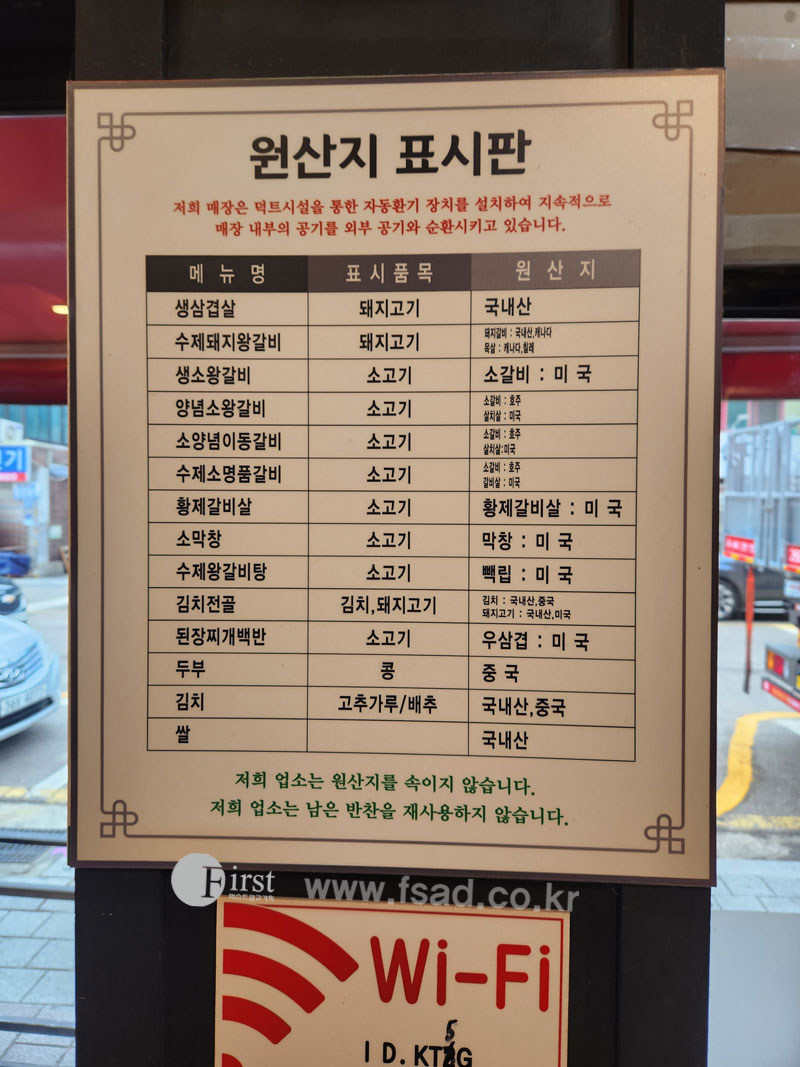 원산지 표시판
저희 매장은 덕트시설을 통한 자동환기 장치를 설치하여 지속적으로
매장 내부의 공기를 외부 공기와 순환시키고 있습니다.
메뉴명 표시품목 원산지
생삼겹살 돼지고기 국내산
수제돼지왕갈비 돼지고기 돼지갈비 : 국내산,캐나다
목살 : 캐나다,칠레
생소왕갈비 소고기 소갈비 : 미국
양념소왕갈비 소고기 소갈비 : 호주
살치살 : 미국
소양념이동갈비 소고기 소갈비 : 호주
살치살:미국
수제소명품갈비 소고기 소갈비 : 호주
갈비살 : 미국
황제갈비살 소고기 황제갈비살 : 미국
소막창 소고기 막창 : 미국
수제왕갈비탕 소고기 빽립 : 미국
김치전골 김치,돼지고기 김치 : 국내산,중국
돼지고기 : 국내산,미국
된장찌개백반 소고기 우삼겹 : 미국
두부 콩 중국
김치 고추가루/배추 국내산,중국
쌀 국내산
저희 업소는 원산지를 속이지 않습니다.
저희 업소는 남은 반찬을 재사용하지 않습니다.
First www.fsad.co.kr
Wi-Fi